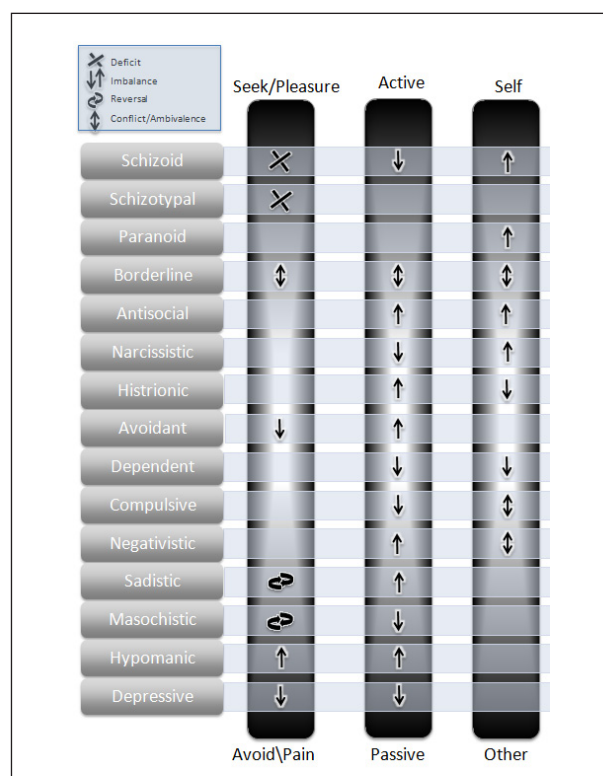 Deficit
Imbalance
Reversal
Conflict/Ambivalence
Seek/Pleasure Active Self
Schizoid
Schizotypal
Paranoid
Borderline
Antisocial
Narcissistic
Histrionic
Avoidant
Dependent
Compulsive
Negativistic
Sadistic
Masochistic
Hypomanic
Depressive
Avoid\Pain Passive Other